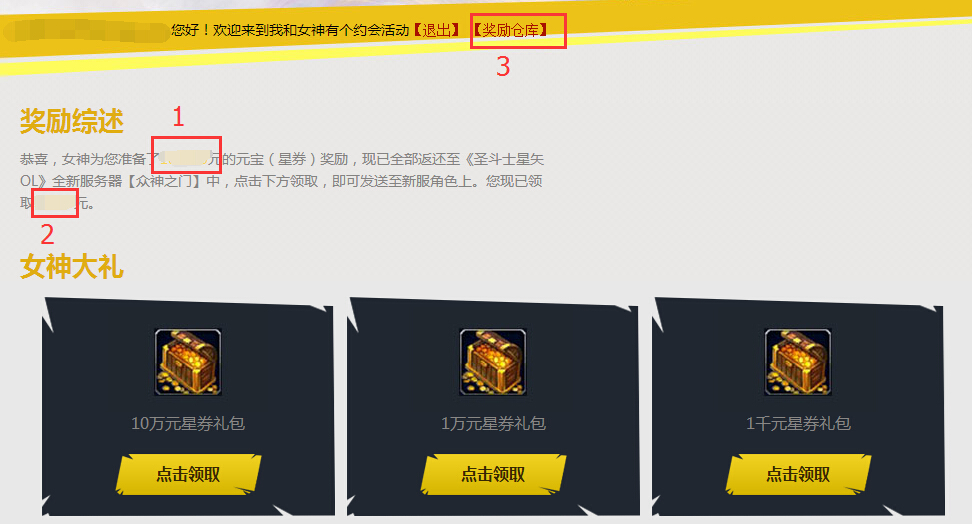 您好！欢迎来到我和女神有个约会活动【退出】 【奖励仓库】
3
奖励综述
1
恭喜，女神为您准备了元的元宝（星券）奖励，现已全部返还至《圣斗士星矢
OL》全新服务器【众神之门】中，点击下方领取，即可发送至新服角色上。您现已领
取元。
2
女神大礼
10万元星券礼包 1万元星券礼包 1千元星券礼包
点击领取 点击领取 点击领取